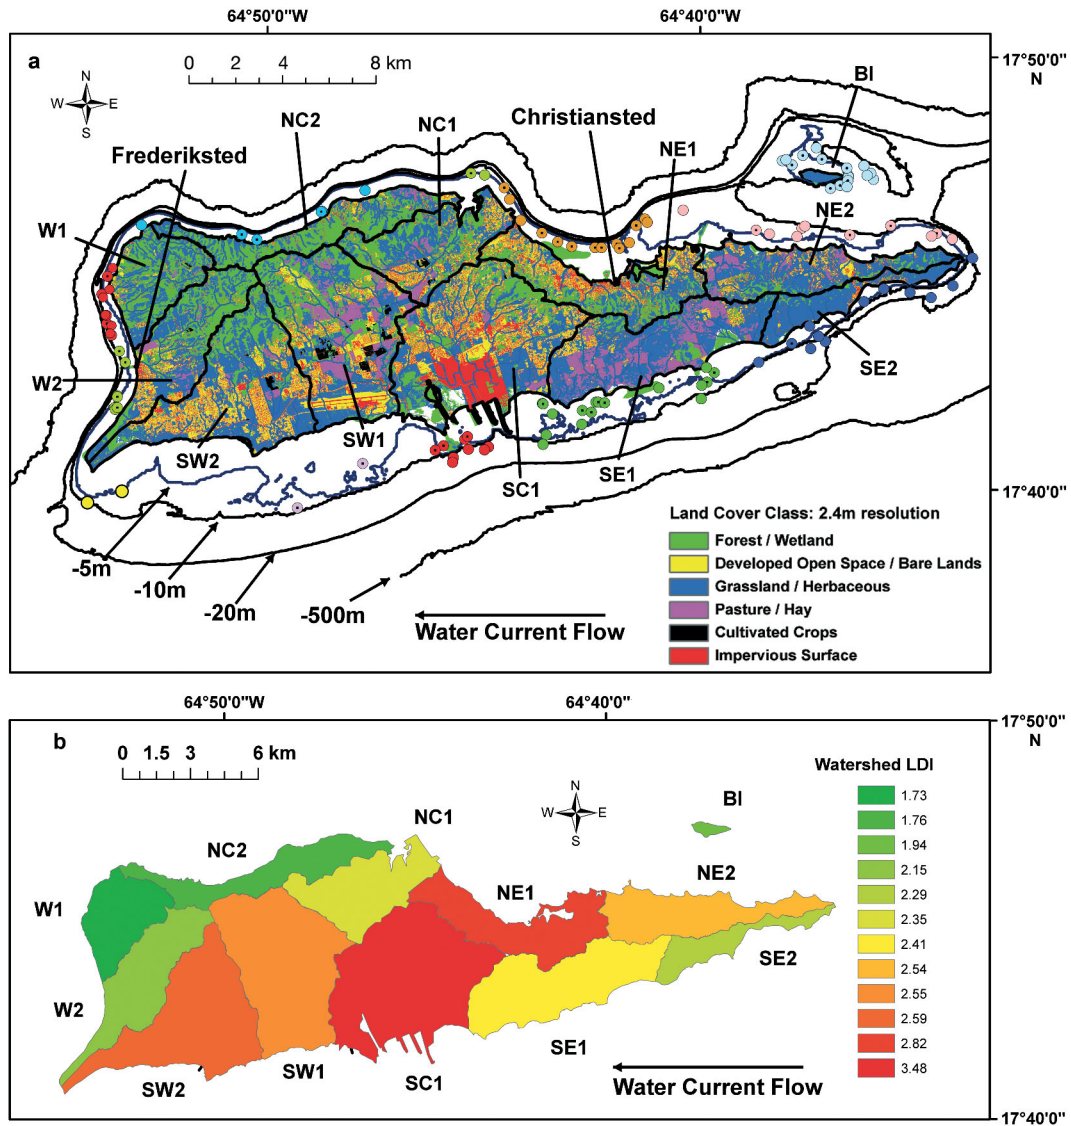 64°50'0"W
64°40'0"W
17°50'0"
N
a
0 2 4 8 km
N
W E
S
BI
NC2
NC1
Christiansted
NE1
Frederiksted
NE2
W1
W2
SE2
SW1
SW2
SE1
SC1
17°40'0"
-5m
-10m
-20m
-500m
Water Current Flow
Land Cover Class: 2.4m resolution
Forest / Wetland
Developed Open Space / Bare Lands
Grassland / Herbaceous
Pasture / Hay
Cultivated Crops
Impervious Surface
64°50'0"W
64°40'0"
17°50'0"
N
b
0 1.5 3 6 km
N
W E
S
BI
NC1
NC2
NE1
NE2
W1
W2
SE2
SE1
SW1
SW2
SC1
Water Current Flow
Watershed LDI
1.73
1.76
1.94
2.15
2.29
2.35
2.41
2.54
2.55
2.59
2.82
3.48
17°40'0"